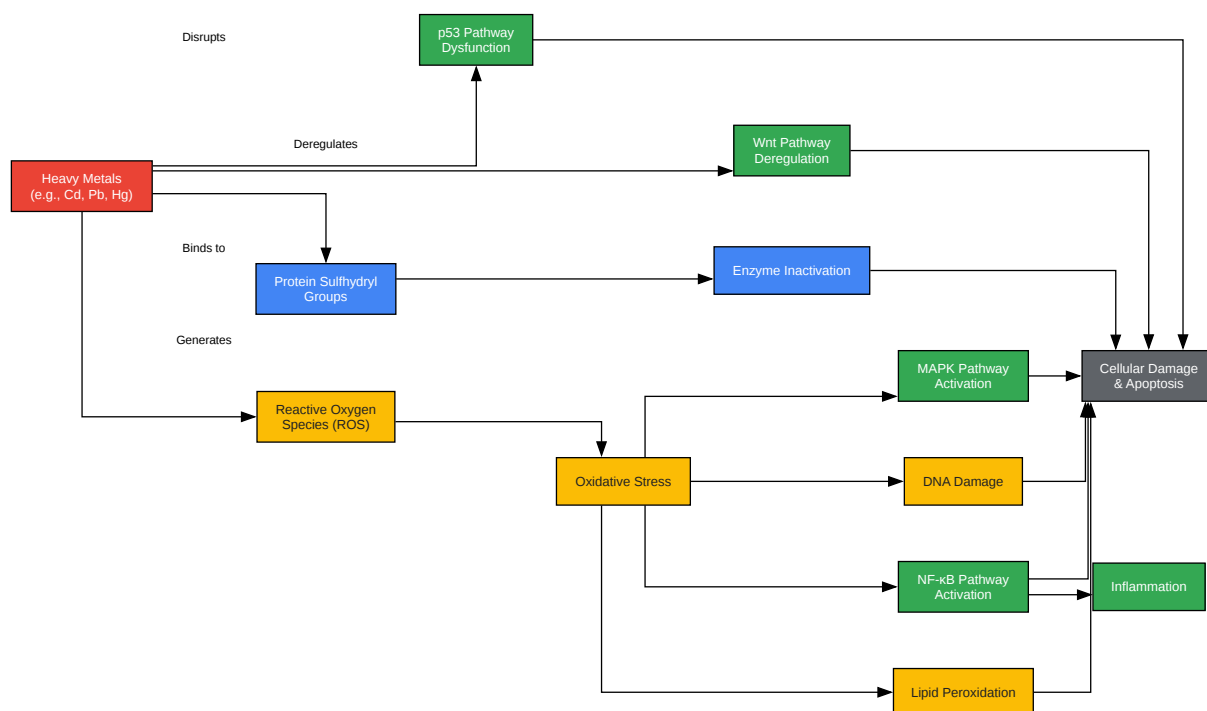 Disrupts
p53 Pathway
Dysfunction
Deregulates
Wnt Pathway
Deregulation
Heavy Metals
(e.g., Cd, Pb, Hg)
Binds to
Protein Sulfhydryl
Groups
Enzyme Inactivation
Generates
MAPK Pathway
Activation
Cellular Damage
& Apoptosis
Reactive Oxygen
Species (ROS)
Oxidative Stress
DNA Damage
NF-κB Pathway
Activation
Inflammation
Lipid Peroxidation